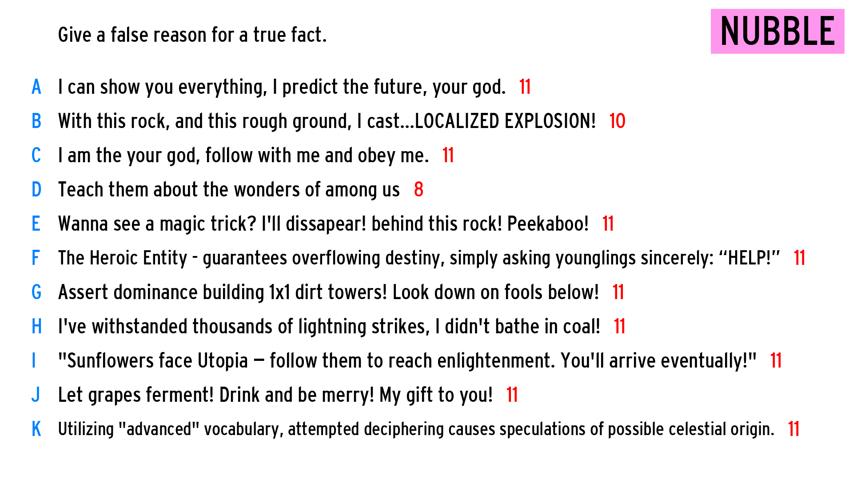 Give a false reason for a true fact.
NUBBLE
A I can show you everything, I predict the future, your god. 11
B With this rock, and this rough ground, I cast...LOCALIZED EXPLOSION! 10
C I am the your god, follow with me and obey me. 11
D Teach them about the wonders of among us 8
E Wanna see a magic trick? I'll dissapear! behind this rock! Peekaboo! 11
F The Heroic Entity - guarantees overflowing destiny, simply asking younglings sincerely: “HELP!” 11
G Assert dominance building 1x1 dirt towers! Look down on fools below! 11
H I've withstanded thousands of lightning strikes, I didn't bathe in coal! 11
I "Sunflowers face Utopia – follow them to reach enlightenment. You'll arrive eventually!" 11
J Let grapes ferment! Drink and be merry! My gift to you! 11
K Utilizing "advanced" vocabulary, attempted deciphering causes speculations of possible celestial origin. 11